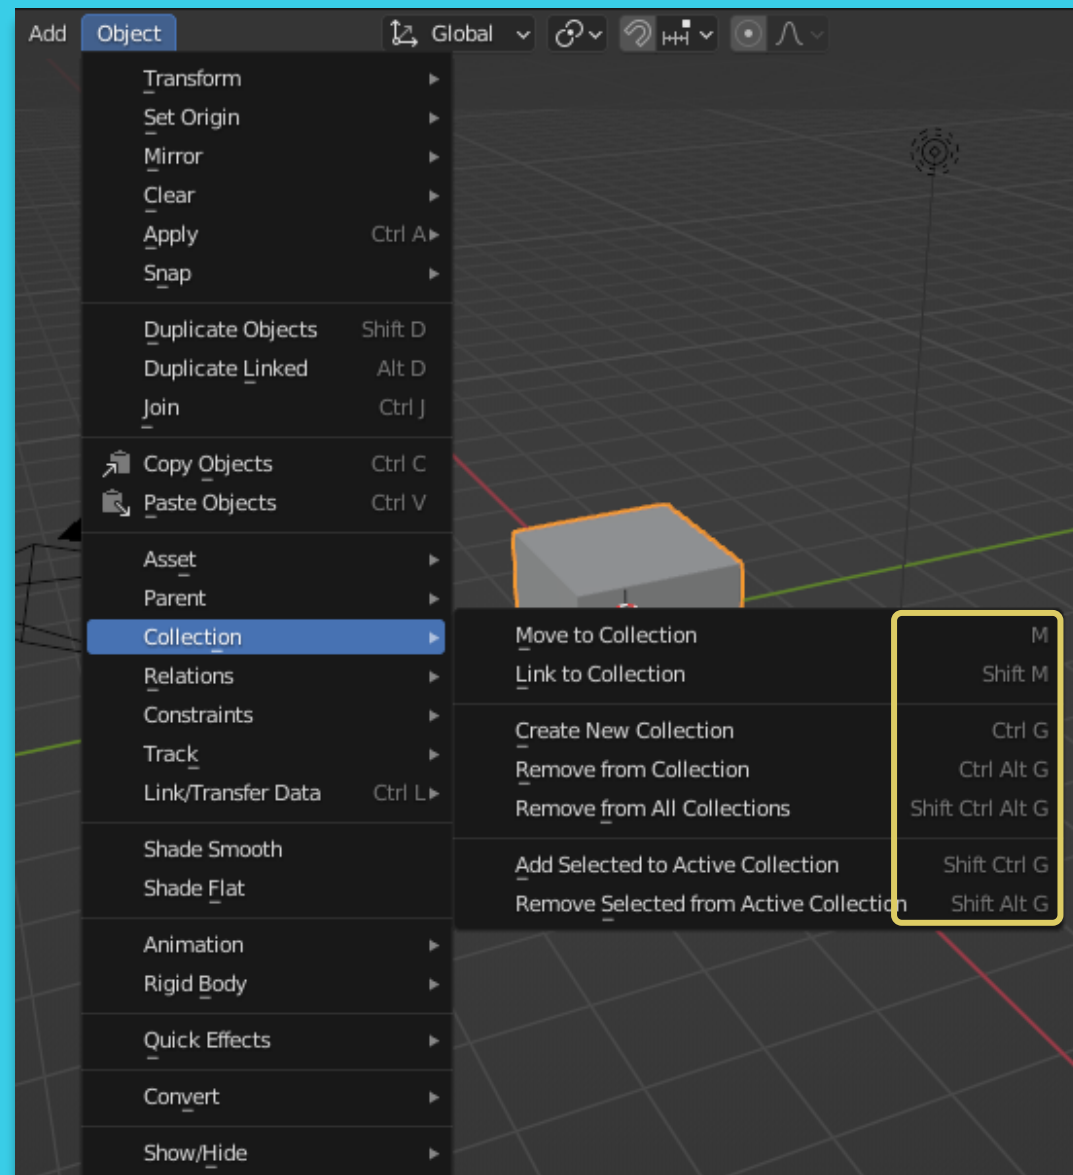 Add Object Global
Transform
Set Origin
Mirror
Clear
Apply Ctrl A
Snap
Duplicate Objects Shift D
Duplicate Linked Alt D
Join Ctrl J
Copy Objects Ctrl C
Paste Objects Ctrl V
Asset
Parent
Collection
Relations
Constraints
Track
Link/Transfer Data Ctrl L
Shade Smooth
Shade Flat
Animation
Rigid Body
Quick Effects
Convert
Show/Hide
Move to Collection M
Link to Collection Shift M
Create New Collection Ctrl G
Remove from Collection Ctrl Alt G
Remove from All Collections Shift Ctrl Alt G
Add Selected to Active Collection Shift Ctrl G
Remove Selected from Active Collection Shift Alt G